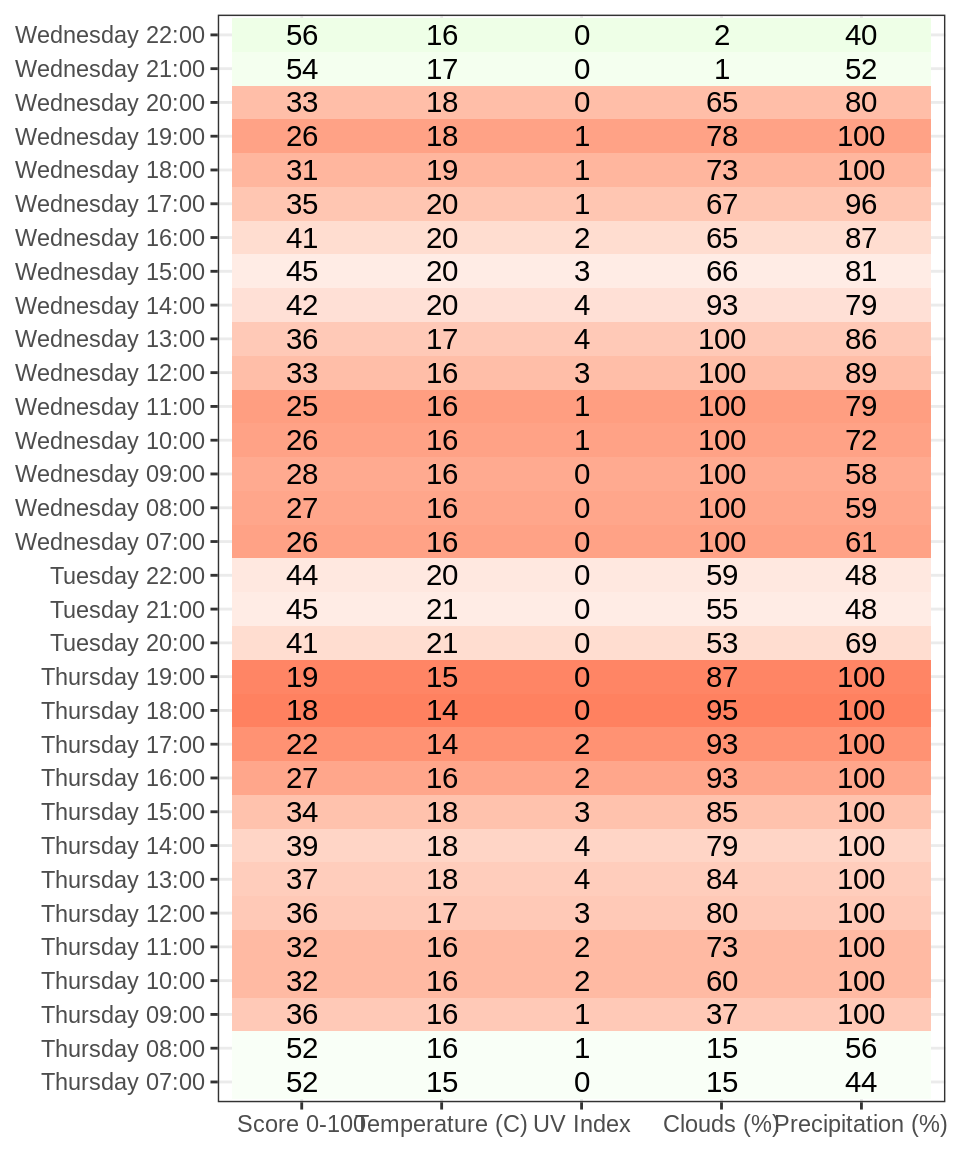 Wednesday 22:00 56 16 0 2 40
Wednesday 21:00 54 17 0 1 52
Wednesday 20:00 33 18 0 65 80
Wednesday 19:00 26 18 1 78 100
Wednesday 18:00 31 19 1 73 100
Wednesday 17:00 35 20 1 67 96
Wednesday 16:00 41 20 2 65 87
Wednesday 15:00 45 20 3 66 81
Wednesday 14:00 42 20 4 93 79
Wednesday 13:00 36 17 4 100 86
Wednesday 12:00 33 16 3 100 89
Wednesday 11:00 25 16 1 100 79
Wednesday 10:00 26 16 1 100 72
Wednesday 09:00 28 16 0 100 58
Wednesday 08:00 27 16 0 100 59
Wednesday 07:00 26 16 0 100 61
Tuesday 22:00 44 20 0 59 48
Tuesday 21:00 45 21 0 55 48
Tuesday 20:00 41 21 0 53 69
Thursday 19:00 19 15 0 87 100
Thursday 18:00 18 14 0 95 100
Thursday 17:00 22 14 2 93 100
Thursday 16:00 27 16 2 93 100
Thursday 15:00 34 18 3 85 100
Thursday 14:00 39 18 4 79 100
Thursday 13:00 37 18 4 84 100
Thursday 12:00 36 17 3 80 100
Thursday 11:00 32 16 2 73 100
Thursday 10:00 32 16 2 60 100
Thursday 09:00 36 16 1 37 100
Thursday 08:00 52 16 1 15 56
Thursday 07:00 52 15 0 15 44
Score 0-100 Temperature (C) UV Index Clouds (%) Precipitation (%)